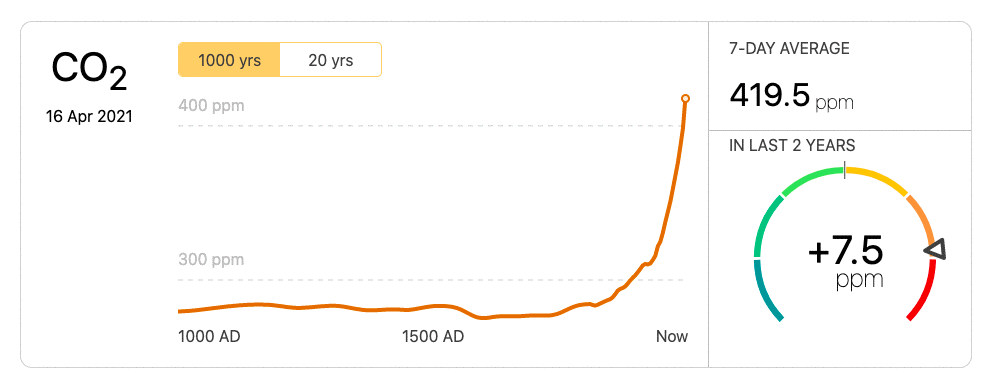 CO2
16 Apr 2021
1000 yrs 20 yrs
400 ppm
300 ppm
1000 AD 1500 AD Now
7-DAY AVERAGE
419.5 ppm
IN LAST 2 YEARS
+7.5
ppm